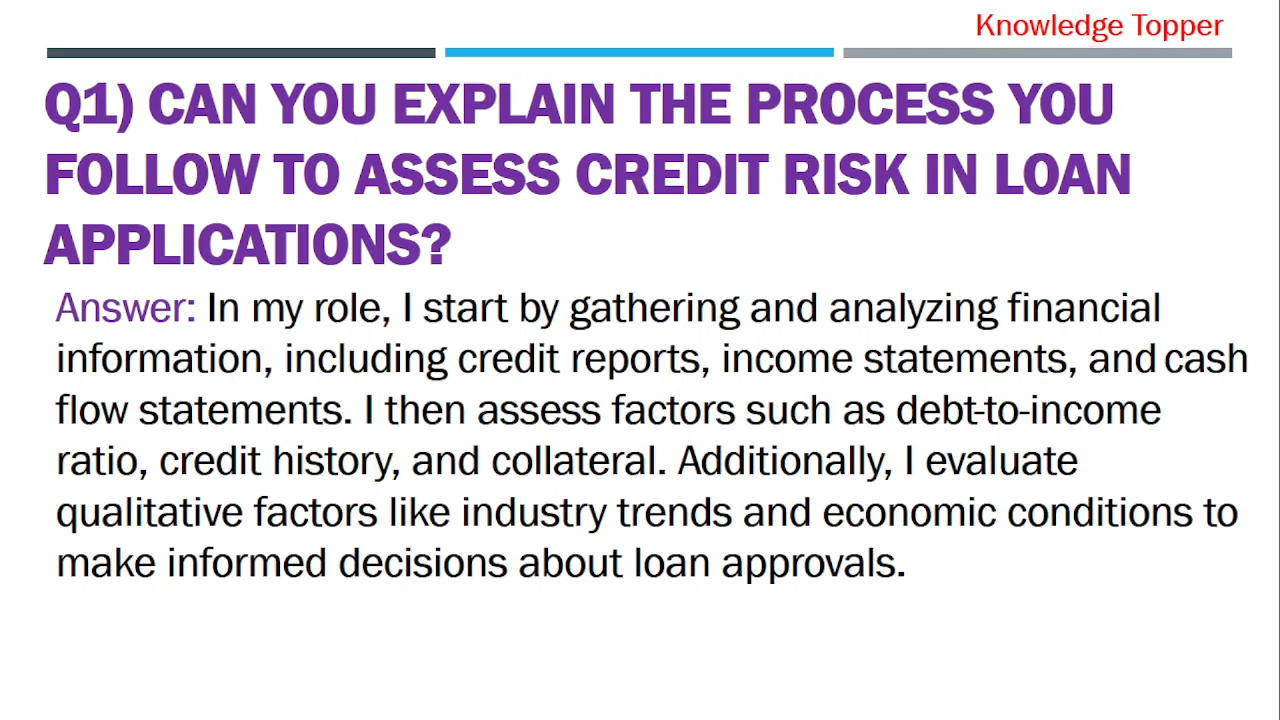 Knowledge Topper
Q1) CAN YOU EXPLAIN THE PROCESS YOU
FOLLOW TO ASSESS CREDIT RISK IN LOAN
APPLICATIONS?
Answer: In my role, I start by gathering and analyzing financial
information, including credit reports, income statements, and cash
flow statements. I then assess factors such as debt-to-income
ratio, credit history, and collateral. Additionally, I evaluate
qualitative factors like industry trends and economic conditions to
make informed decisions about loan approvals.